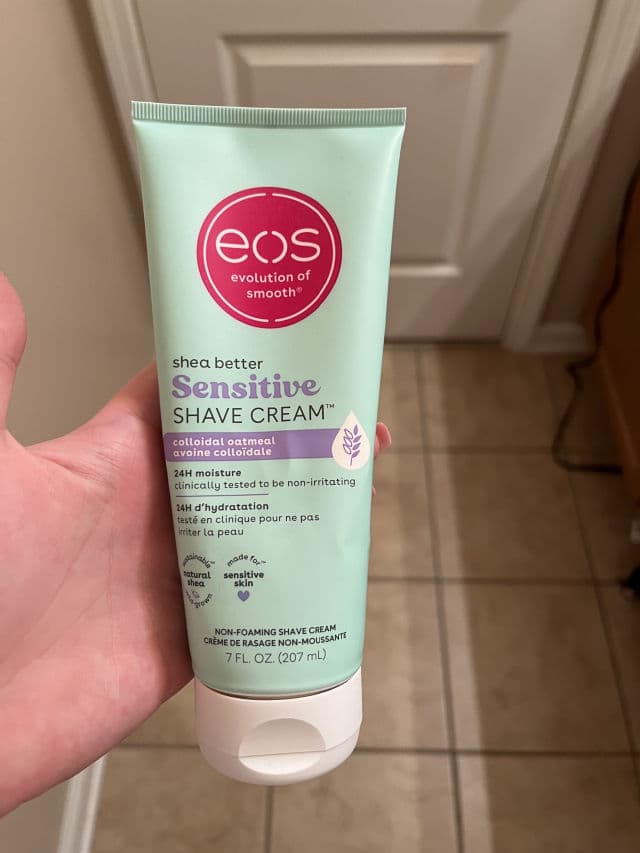 eos
evolution of
smooth®
shea better
Sensitive
SHAVE CREAM™
colloidal oatmeal
avoine colloïdale
24H moisture
clinically tested to be non-irritating
24H d'hydratation
testé en clinique pour ne pas
irriter la peau
natural
shea
made for™
sensitive
skin
NON-FOAMING SHAVE CREAM
CRÈME DE RASAGE NON-MOUSSANTE
7 FL. OZ. (207 mL)